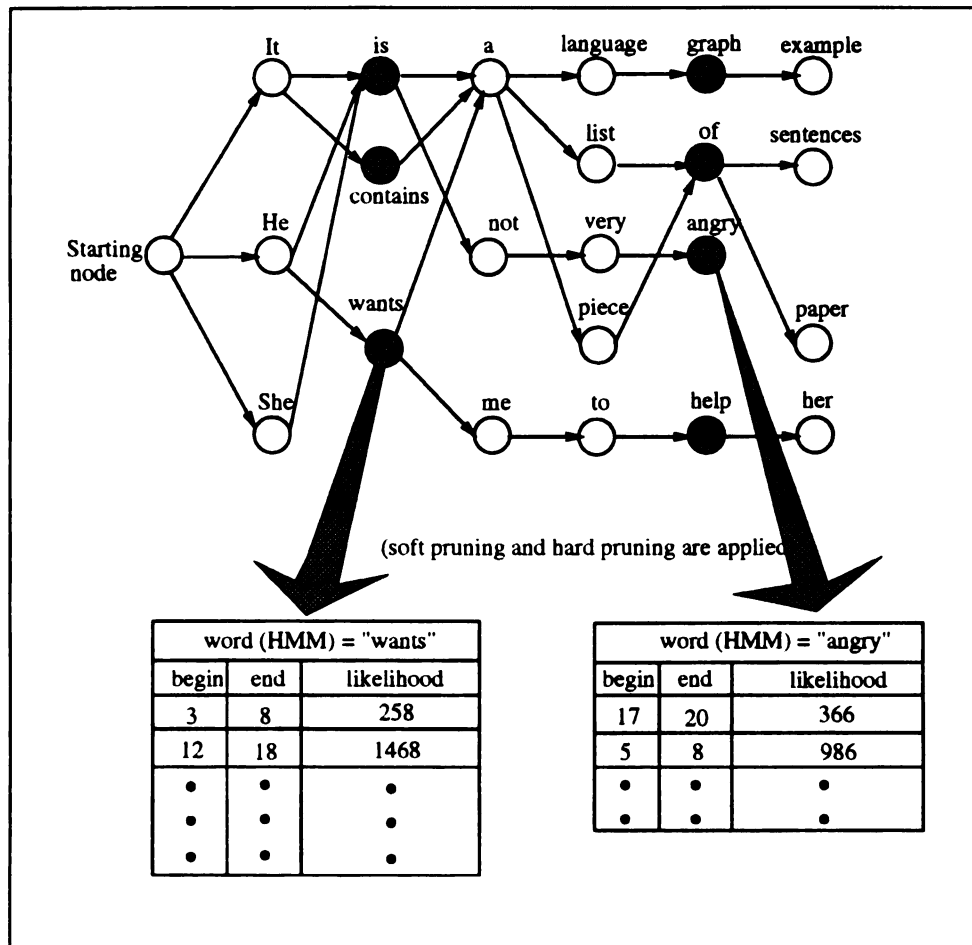 It is a language graph example
list of sentences
contains
He not very angry
Starting
node
wants piece paper
She me to help her
(soft pruning and hard pruning are applied
word (HMM) = "wants"
begin end likelihood
3 8 258
12 18 1468
word (HMM) = "angry"
begin end likelihood
17 20 366
5 8 986